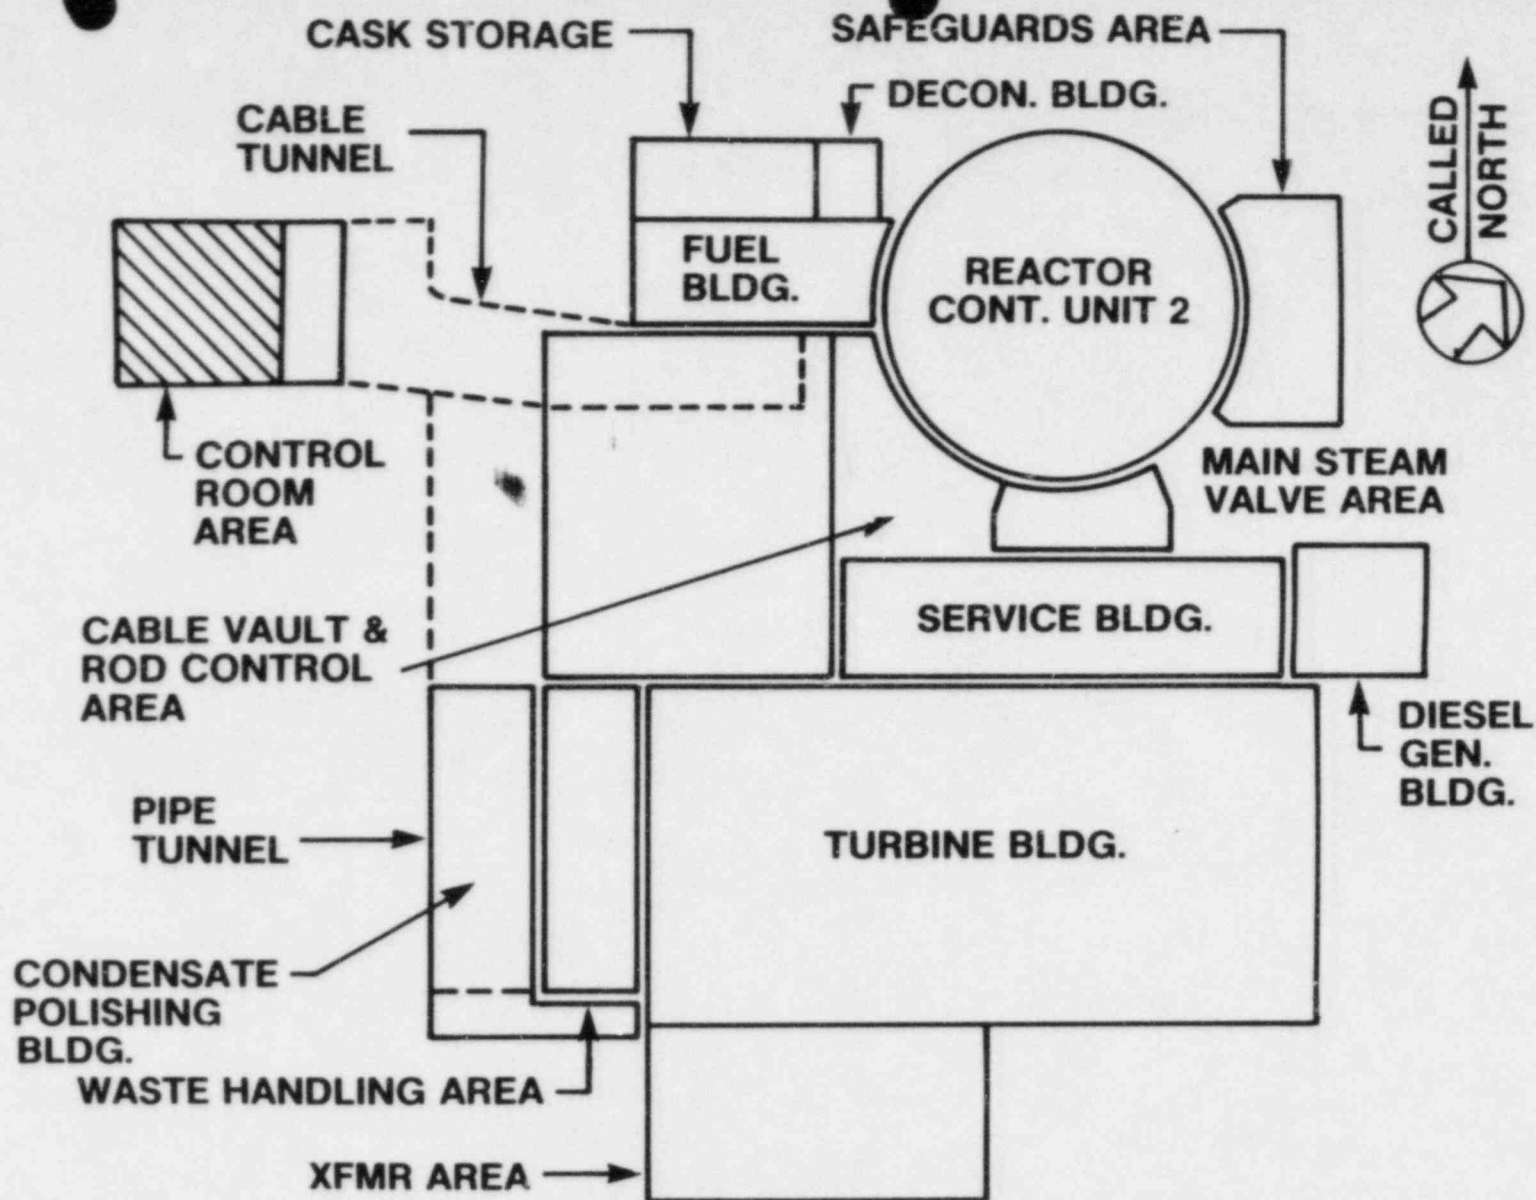 CASK STORAGE
SAFEGUARDS AREA
DECON. BLDG.
CABLE
TUNNEL
CALLED
NORTH
FUEL
BLDG.
REACTOR
CONT. UNIT 2
CONTROL
ROOM
AREA
MAIN STEAM
VALVE AREA
SERVICE BLDG.
CABLE VAULT &
ROD CONTROL
AREA
DIESEL
GEN.
BLDG.
PIPE
TUNNEL
TURBINE BLDG.
CONDENSATE
POLISHING
BLDG.
WASTE HANDLING AREA
XFMR AREA